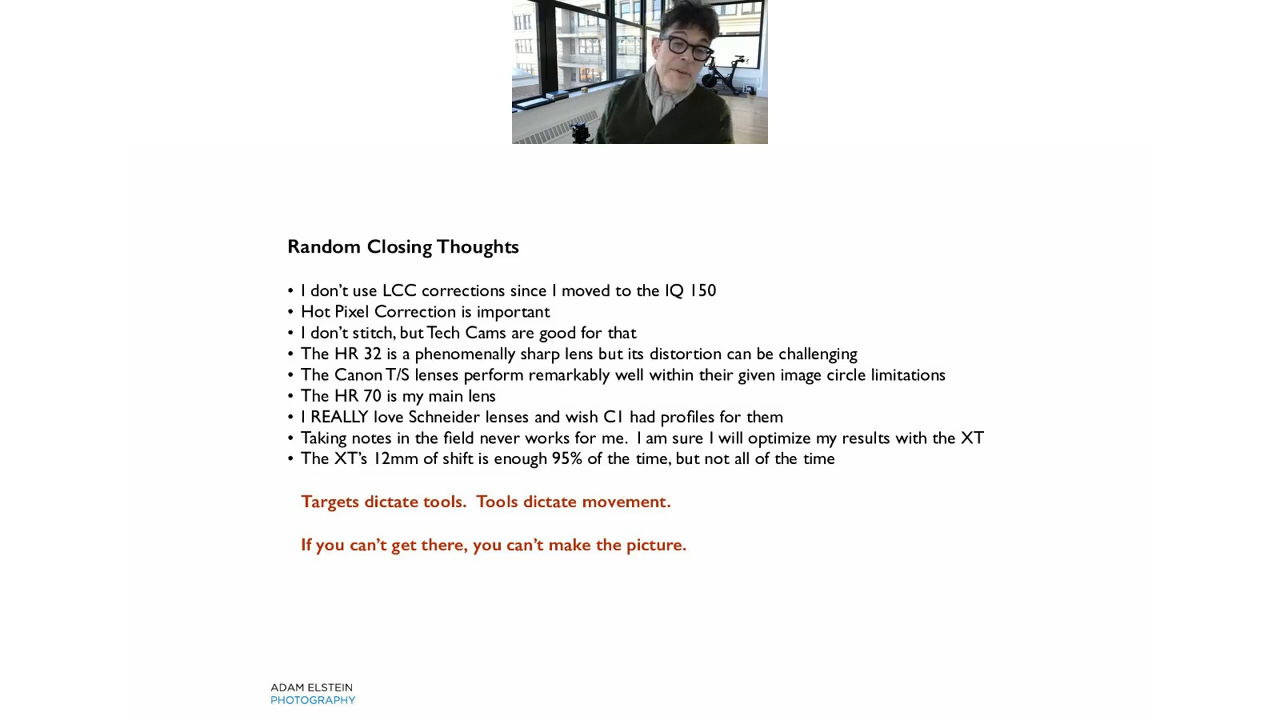 Random Closing Thoughts
• I don't use LCC corrections since I moved to the IQ 150
• Hot Pixel Correction is important
• I don't stitch, but Tech Cams are good for that
• The HR 32 is a phenomenally sharp lens but its distortion can be challenging
• The Canon T/S lenses perform remarkably well within their given image circle limitations
• The HR 70 is my main lens
• I REALLY love Schneider lenses and wish C1 had profiles for them
• Taking notes in the field never works for me.  I am sure I will optimize my results with the XT
• The XT's 12mm of shift is enough 95% of the time, but not all of the time
Targets dictate tools.  Tools dictate movement.
If you can't get there, you can't make the picture.
ADAM ELSTEIN
PHOTOGRAPHY